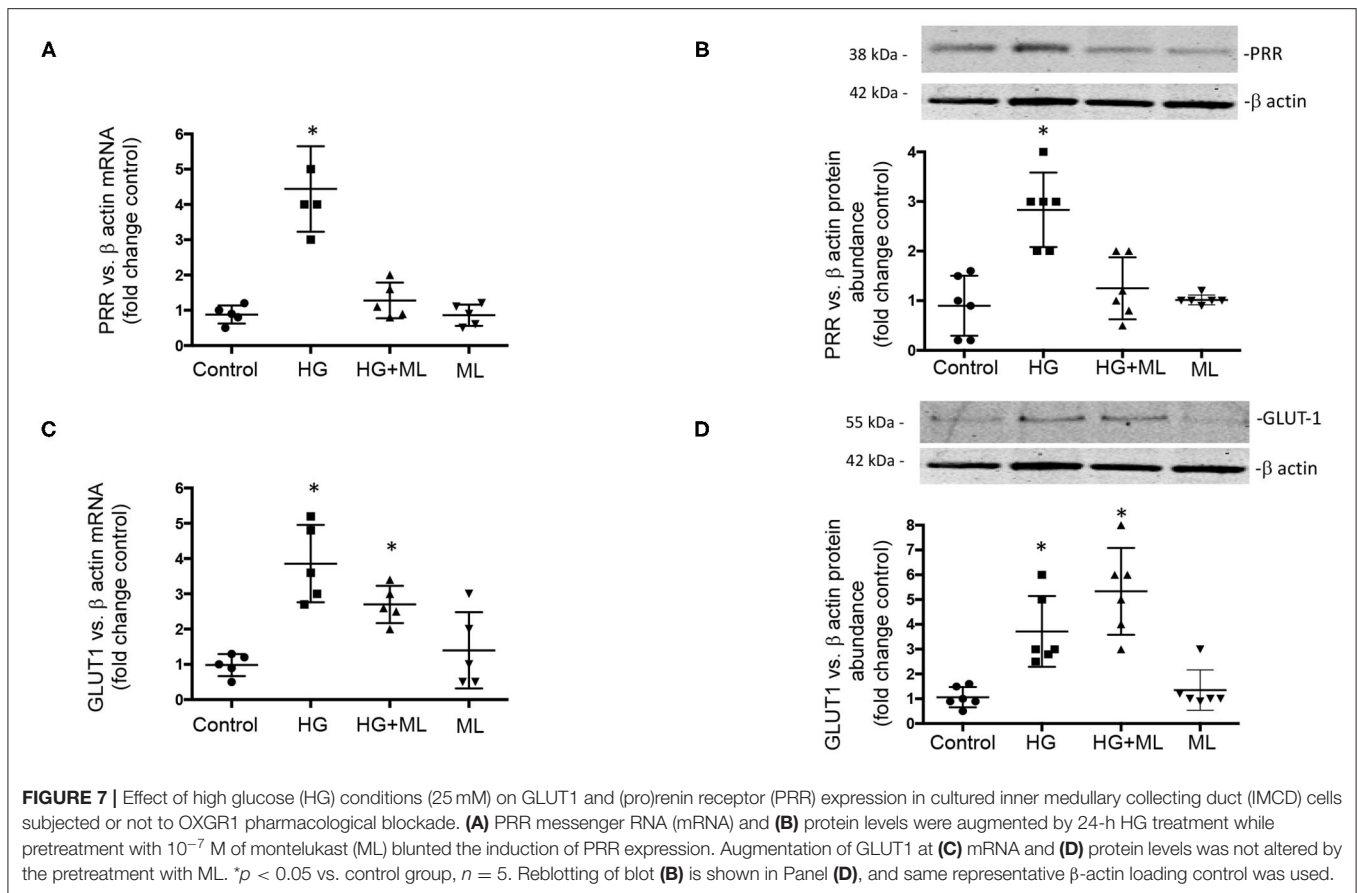 A
PRR vs. β actin mRNA
(fold change control)
6
5
4
3
2
1
0
*
Control HG HG+ML ML
B
38 kDa -
-PRR
42 kDa -
-β actin
PRR vs. β actin protein
abundance
(fold change control)
4
3
2
1
0
*
Control HG HG+ML ML
C
GLUT1 vs. β actin mRNA
(fold change control)
6
5
4
3
2
1
0
*
*
Control HG HG+ML ML
D
55 kDa -
-GLUT-1
42 kDa -
-β actin
GLUT1 vs. β actin protein
abundance
(fold change control)
8
7
6
5
4
3
2
1
0
*
*
Control HG HG+ML ML
FIGURE 7 | Effect of high glucose (HG) conditions (25 mM) on GLUT1 and (pro)renin receptor (PRR) expression in cultured inner medullary collecting duct (IMCD) cells
subjected or not to OXGR1 pharmacological blockade. (A) PRR messenger RNA (mRNA) and (B) protein levels were augmented by 24-h HG treatment while
pretreatment with 10⁻⁷ M of montelukast (ML) blunted the induction of PRR expression. Augmentation of GLUT1 at (C) mRNA and (D) protein levels was not altered by
the pretreatment with ML. *p < 0.05 vs. control group, n = 5. Reblotting of blot (B) is shown in Panel (D), and same representative β-actin loading control was used.